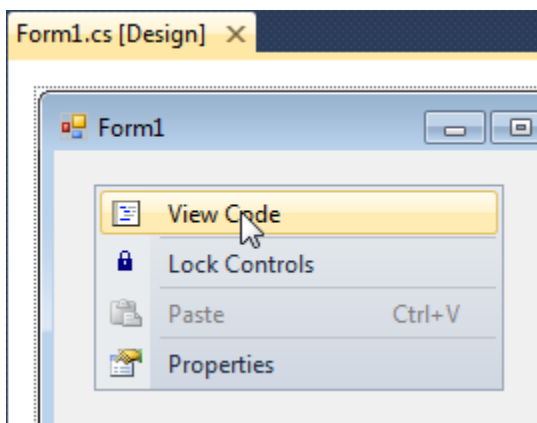 Form1.cs [Design]
Form1
View Code
Lock Controls
Paste Ctrl+V
Properties